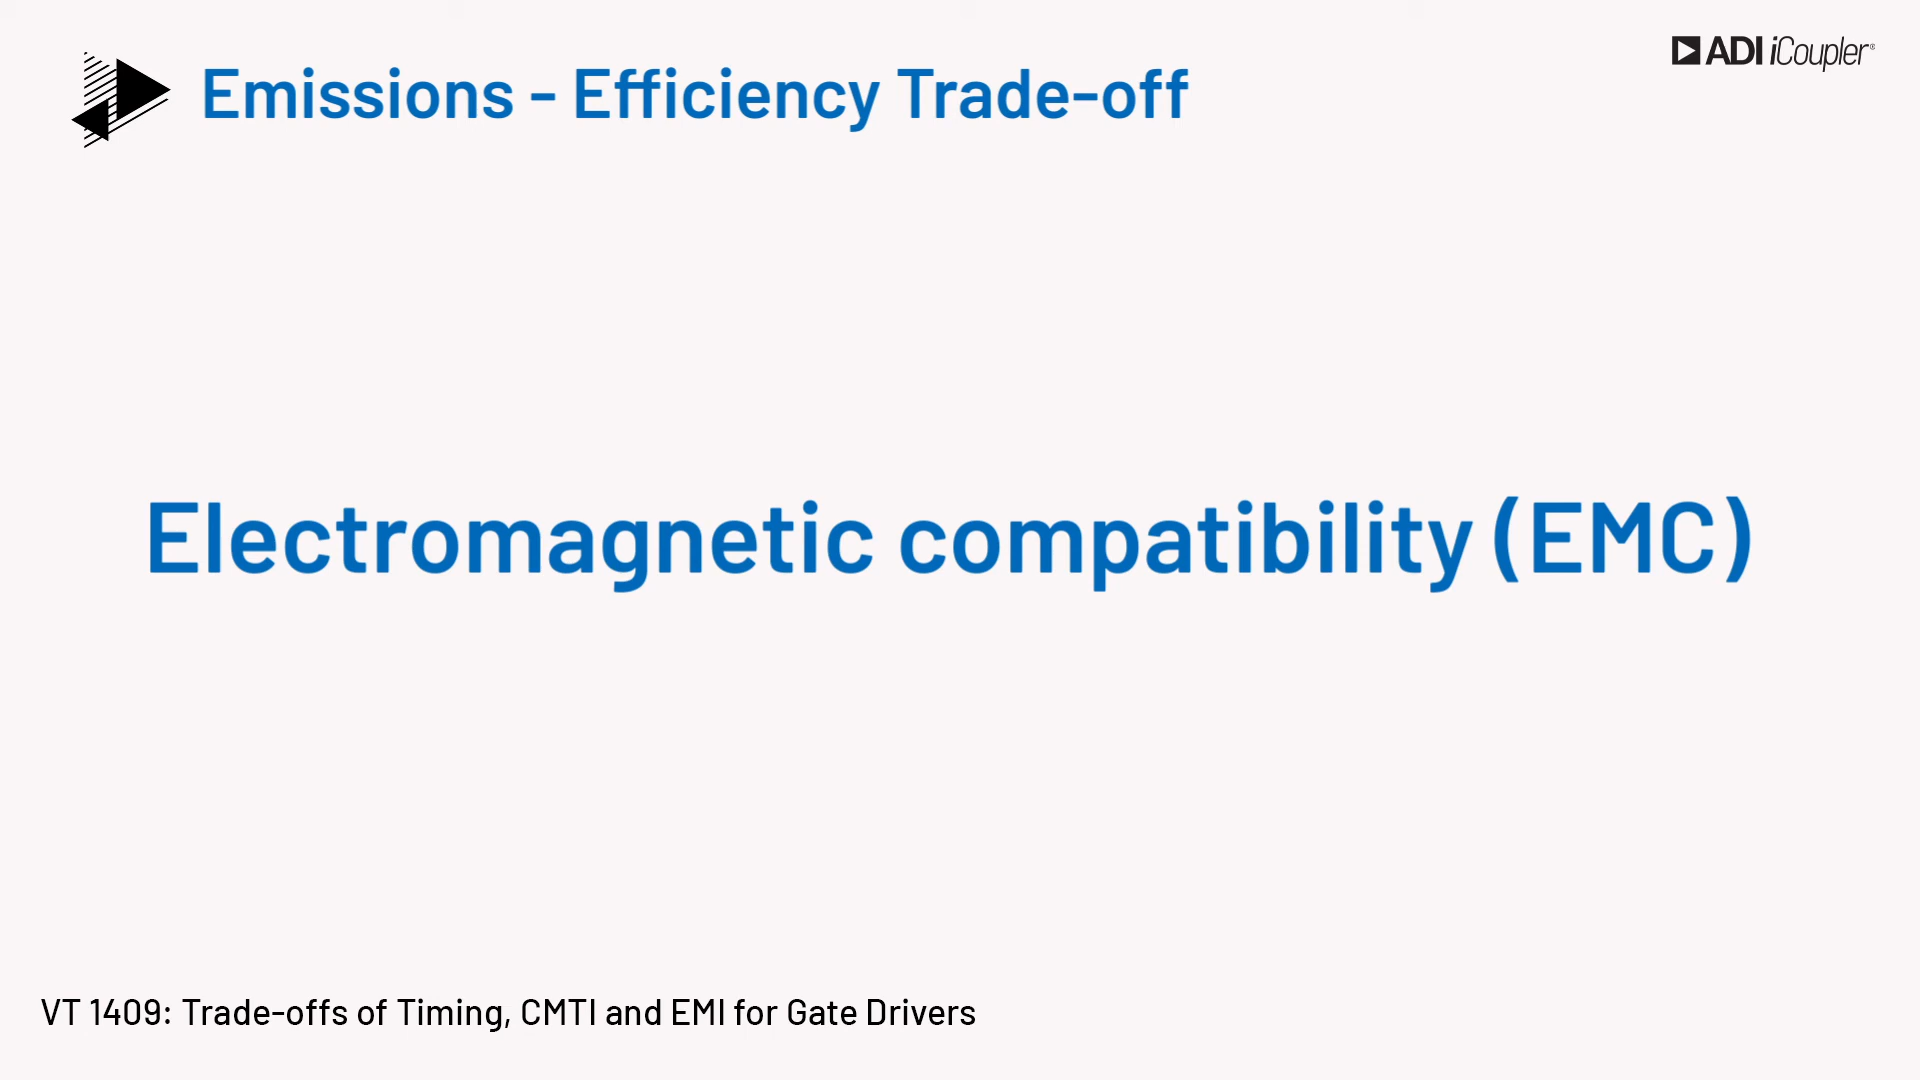 Emissions - Efficiency Trade-off
ADI iCoupler®
Electromagnetic compatibility (EMC)
VT 1409: Trade-offs of Timing, CMTI and EMI for Gate Drivers